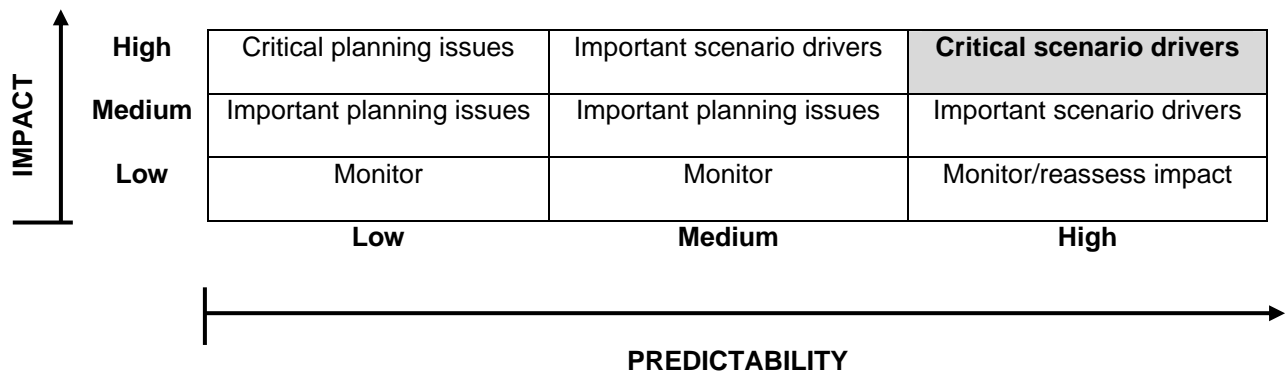 IMPACT
High Critical planning issues Important scenario drivers Critical scenario drivers
Medium Important planning issues Important planning issues Important scenario drivers
Low Monitor Monitor Monitor/reassess impact
Low Medium High
PREDICTABILITY